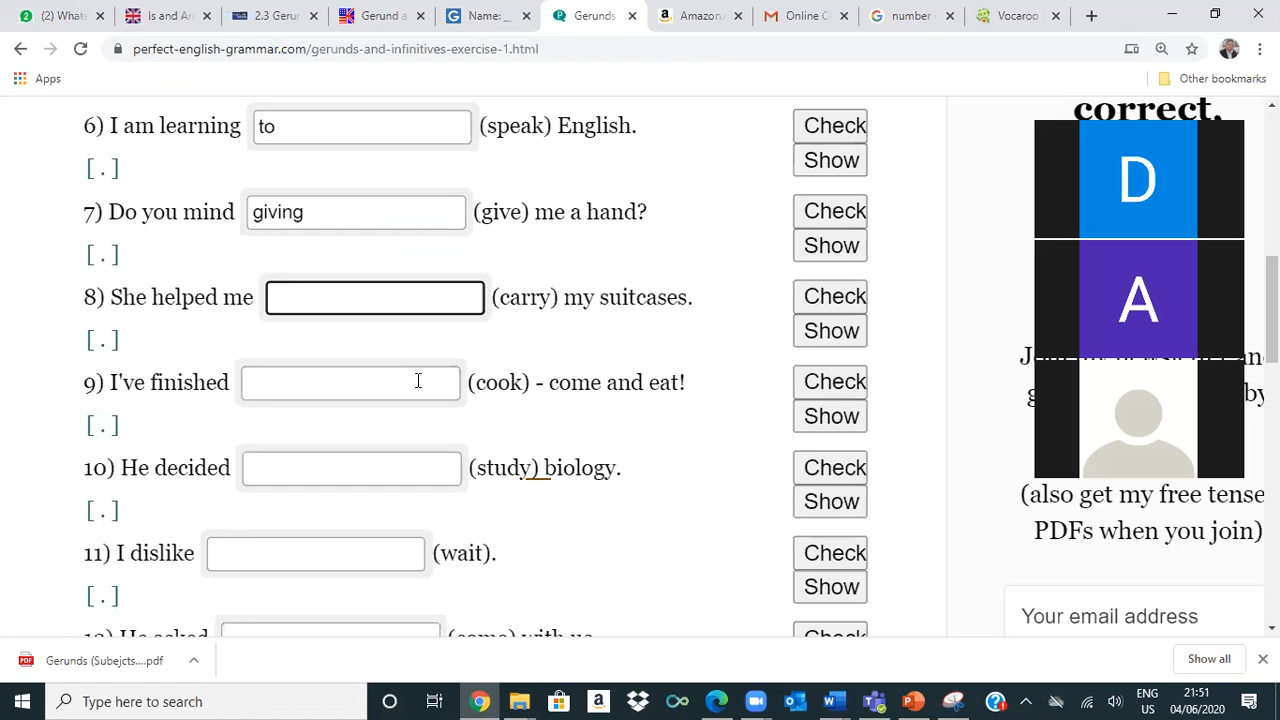 (2) Whats
Is and Ar
2.3 Gerun
Gerund a
Name: _
Gerunds
Amazon.
Online C
number
Vocaroo
perfect-english-grammar.com/gerunds-and-infinitives-exercise-1.html
Apps
Other bookmarks
correct,
6) I am learning to (speak) English.
Check
Show
[ . ]
7) Do you mind giving (give) me a hand?
Check
Show
[ . ]
8) She helped me (carry) my suitcases.
Check
Show
[ . ]
9) I've finished (cook) - come and eat!
Check
Show
[ . ]
10) He decided (study) biology.
Check
Show
[ . ]
11) I dislike (wait).
Check
Show
[ . ]
D
A
(also get my free tense
PDFs when you join)
Your email address
Gerunds (Subejcts....pdf
Show all
Type here to search
ENG
US
21:51
04/06/2020